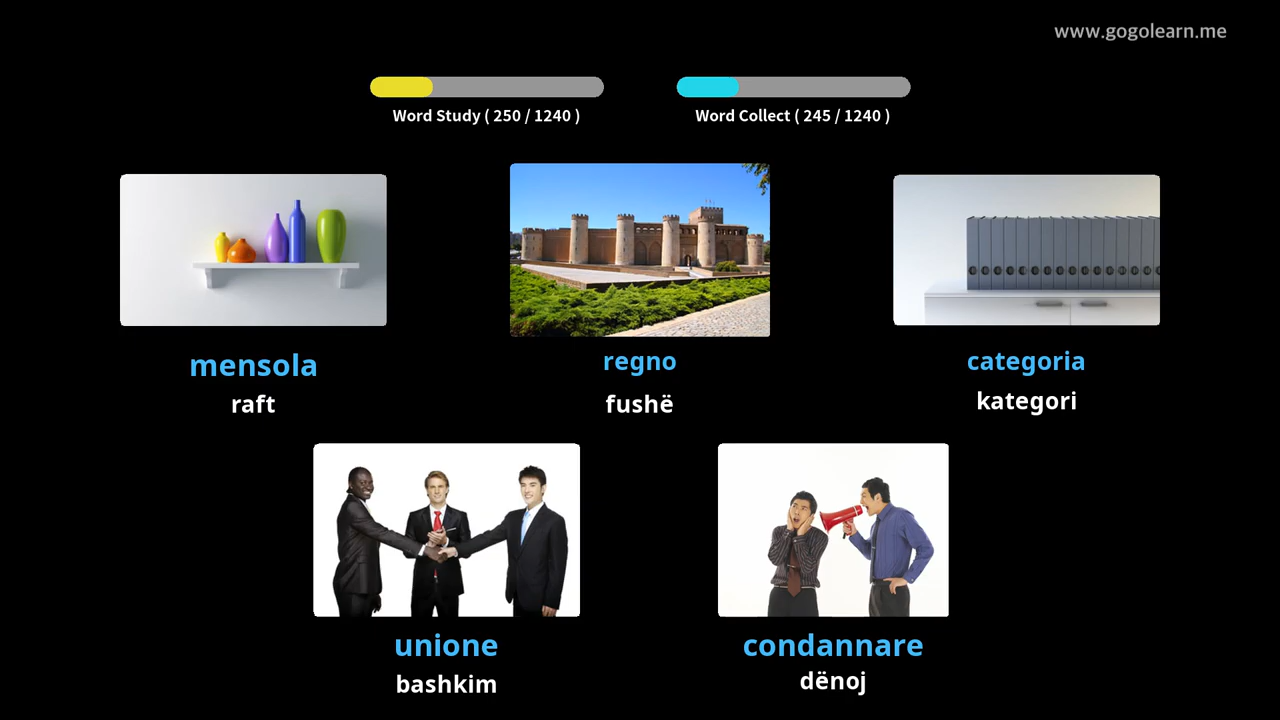 www.gogolearn.me
Word Study ( 250 / 1240 )
Word Collect ( 245 / 1240 )
mensola
raft
regno
fushë
categoria
kategori
unione
bashkim
condannare
dënoj